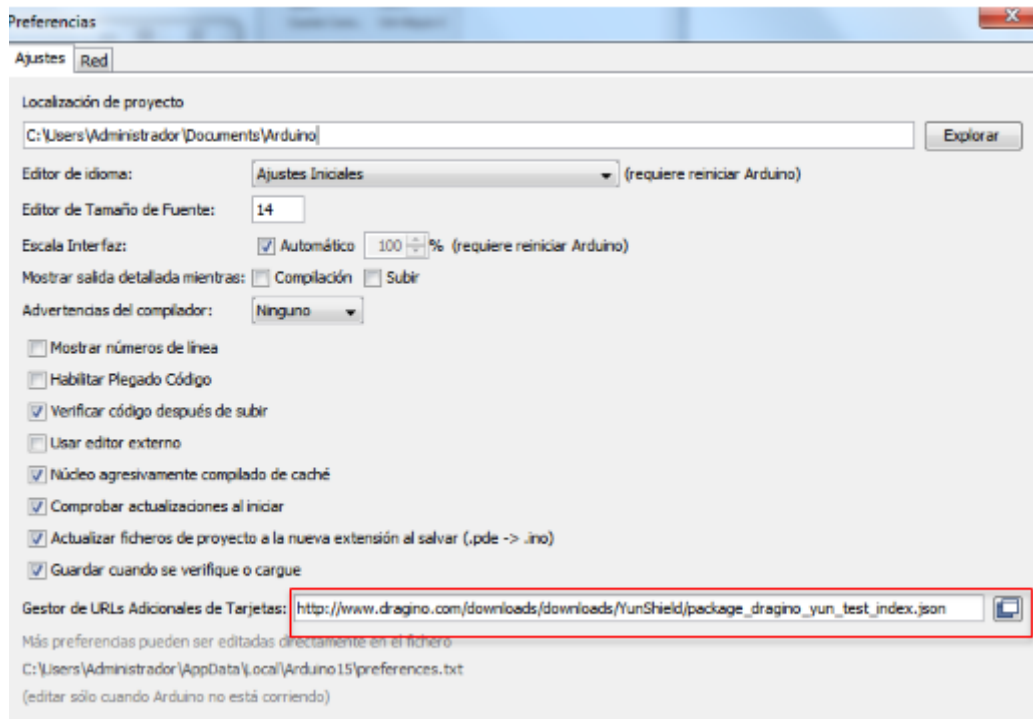 Preferencias
Ajustes Red
Localización de proyecto
C:\Users\Administrador\Documents\Arduino
Explorar
Editor de idioma: Ajustes Iniciales (requiere reiniciar Arduino)
Editor de Tamaño de Fuente: 14
Escala Interfaz: Automático 100 % (requiere reiniciar Arduino)
Mostrar salida detallada mientras: Compilación Subir
Advertencias del compilador: Ninguno
Mostrar números de línea
Habilitar Plegado Código
Verificar código después de subir
Usar editor externo
Núcleo agresivamente compilado de caché
Comprobar actualizaciones al iniciar
Actualizar ficheros de proyecto a la nueva extensión al salvar (.pde -> .ino)
Guardar cuando se verifique o cargue
Gestor de URLs Adicionales de Tarjetas: http://www.dragino.com/downloads/downloads/YunShield/package_dragino_yun_test_index.json
Más preferencias pueden ser editadas directamente en el fichero
C:\Users\Administrador\AppData\Local\Arduino15\preferences.txt
(editar sólo cuando Arduino no está corriendo)